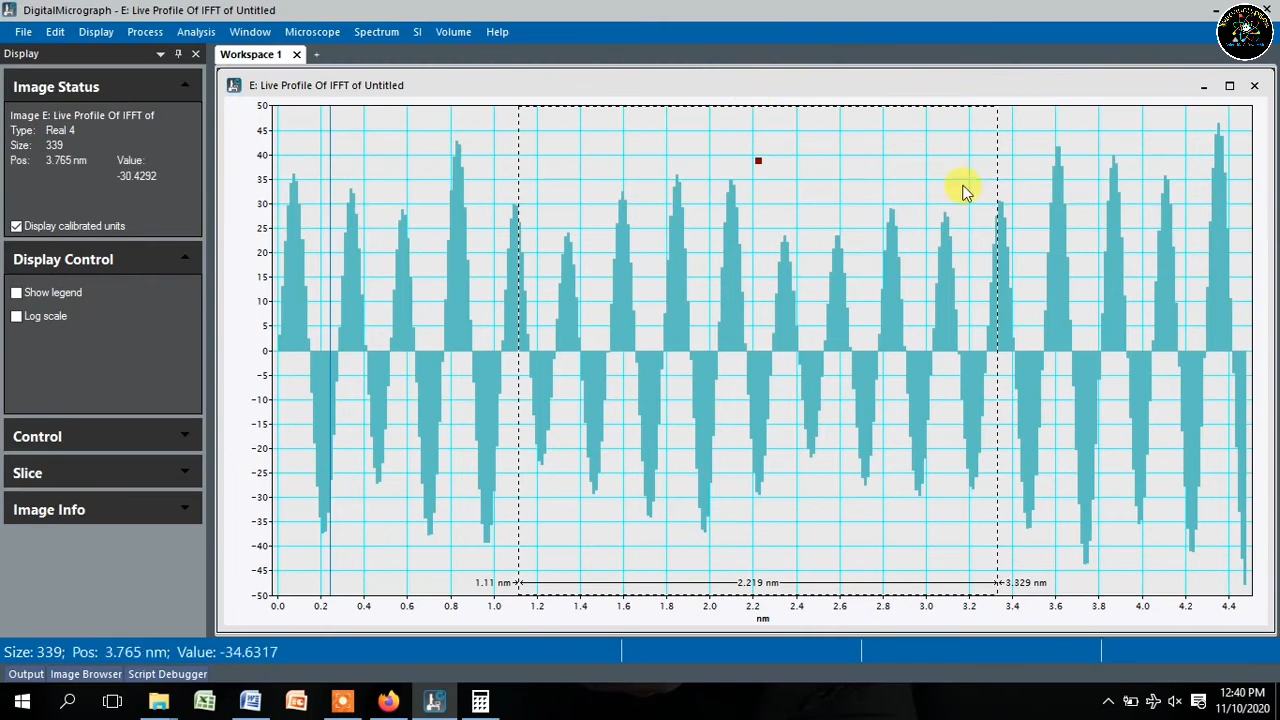 DigitalMicrograph - E: Live Profile Of IFFT of Untitled
File Edit Display Process Analysis Window Microscope Spectrum SI Volume Help
Display
Workspace 1
Image Status
Image E: Live Profile Of IFFT of
Type: Real 4
Size: 339
Pos: 3.765 nm Value:
-30.4292
Display calibrated units
Display Control
Show legend
Log scale
Control
Slice
Image Info
E: Live Profile Of IFFT of Untitled
50
45
40
35
30
25
20
15
10
5
0
-5
-10
-15
-20
-25
-30
-35
-40
-45
-50
1.11 nm 2.219 nm 3.329 nm
0.0 0.2 0.4 0.6 0.8 1.0 1.2 1.4 1.6 1.8 2.0 2.2 2.4 2.6 2.8 3.0 3.2 3.4 3.6 3.8 4.0 4.2 4.4
nm
Size: 339; Pos: 3.765 nm; Value: -34.6317
Output Image Browser Script Debugger
12:40 PM
11/10/2020